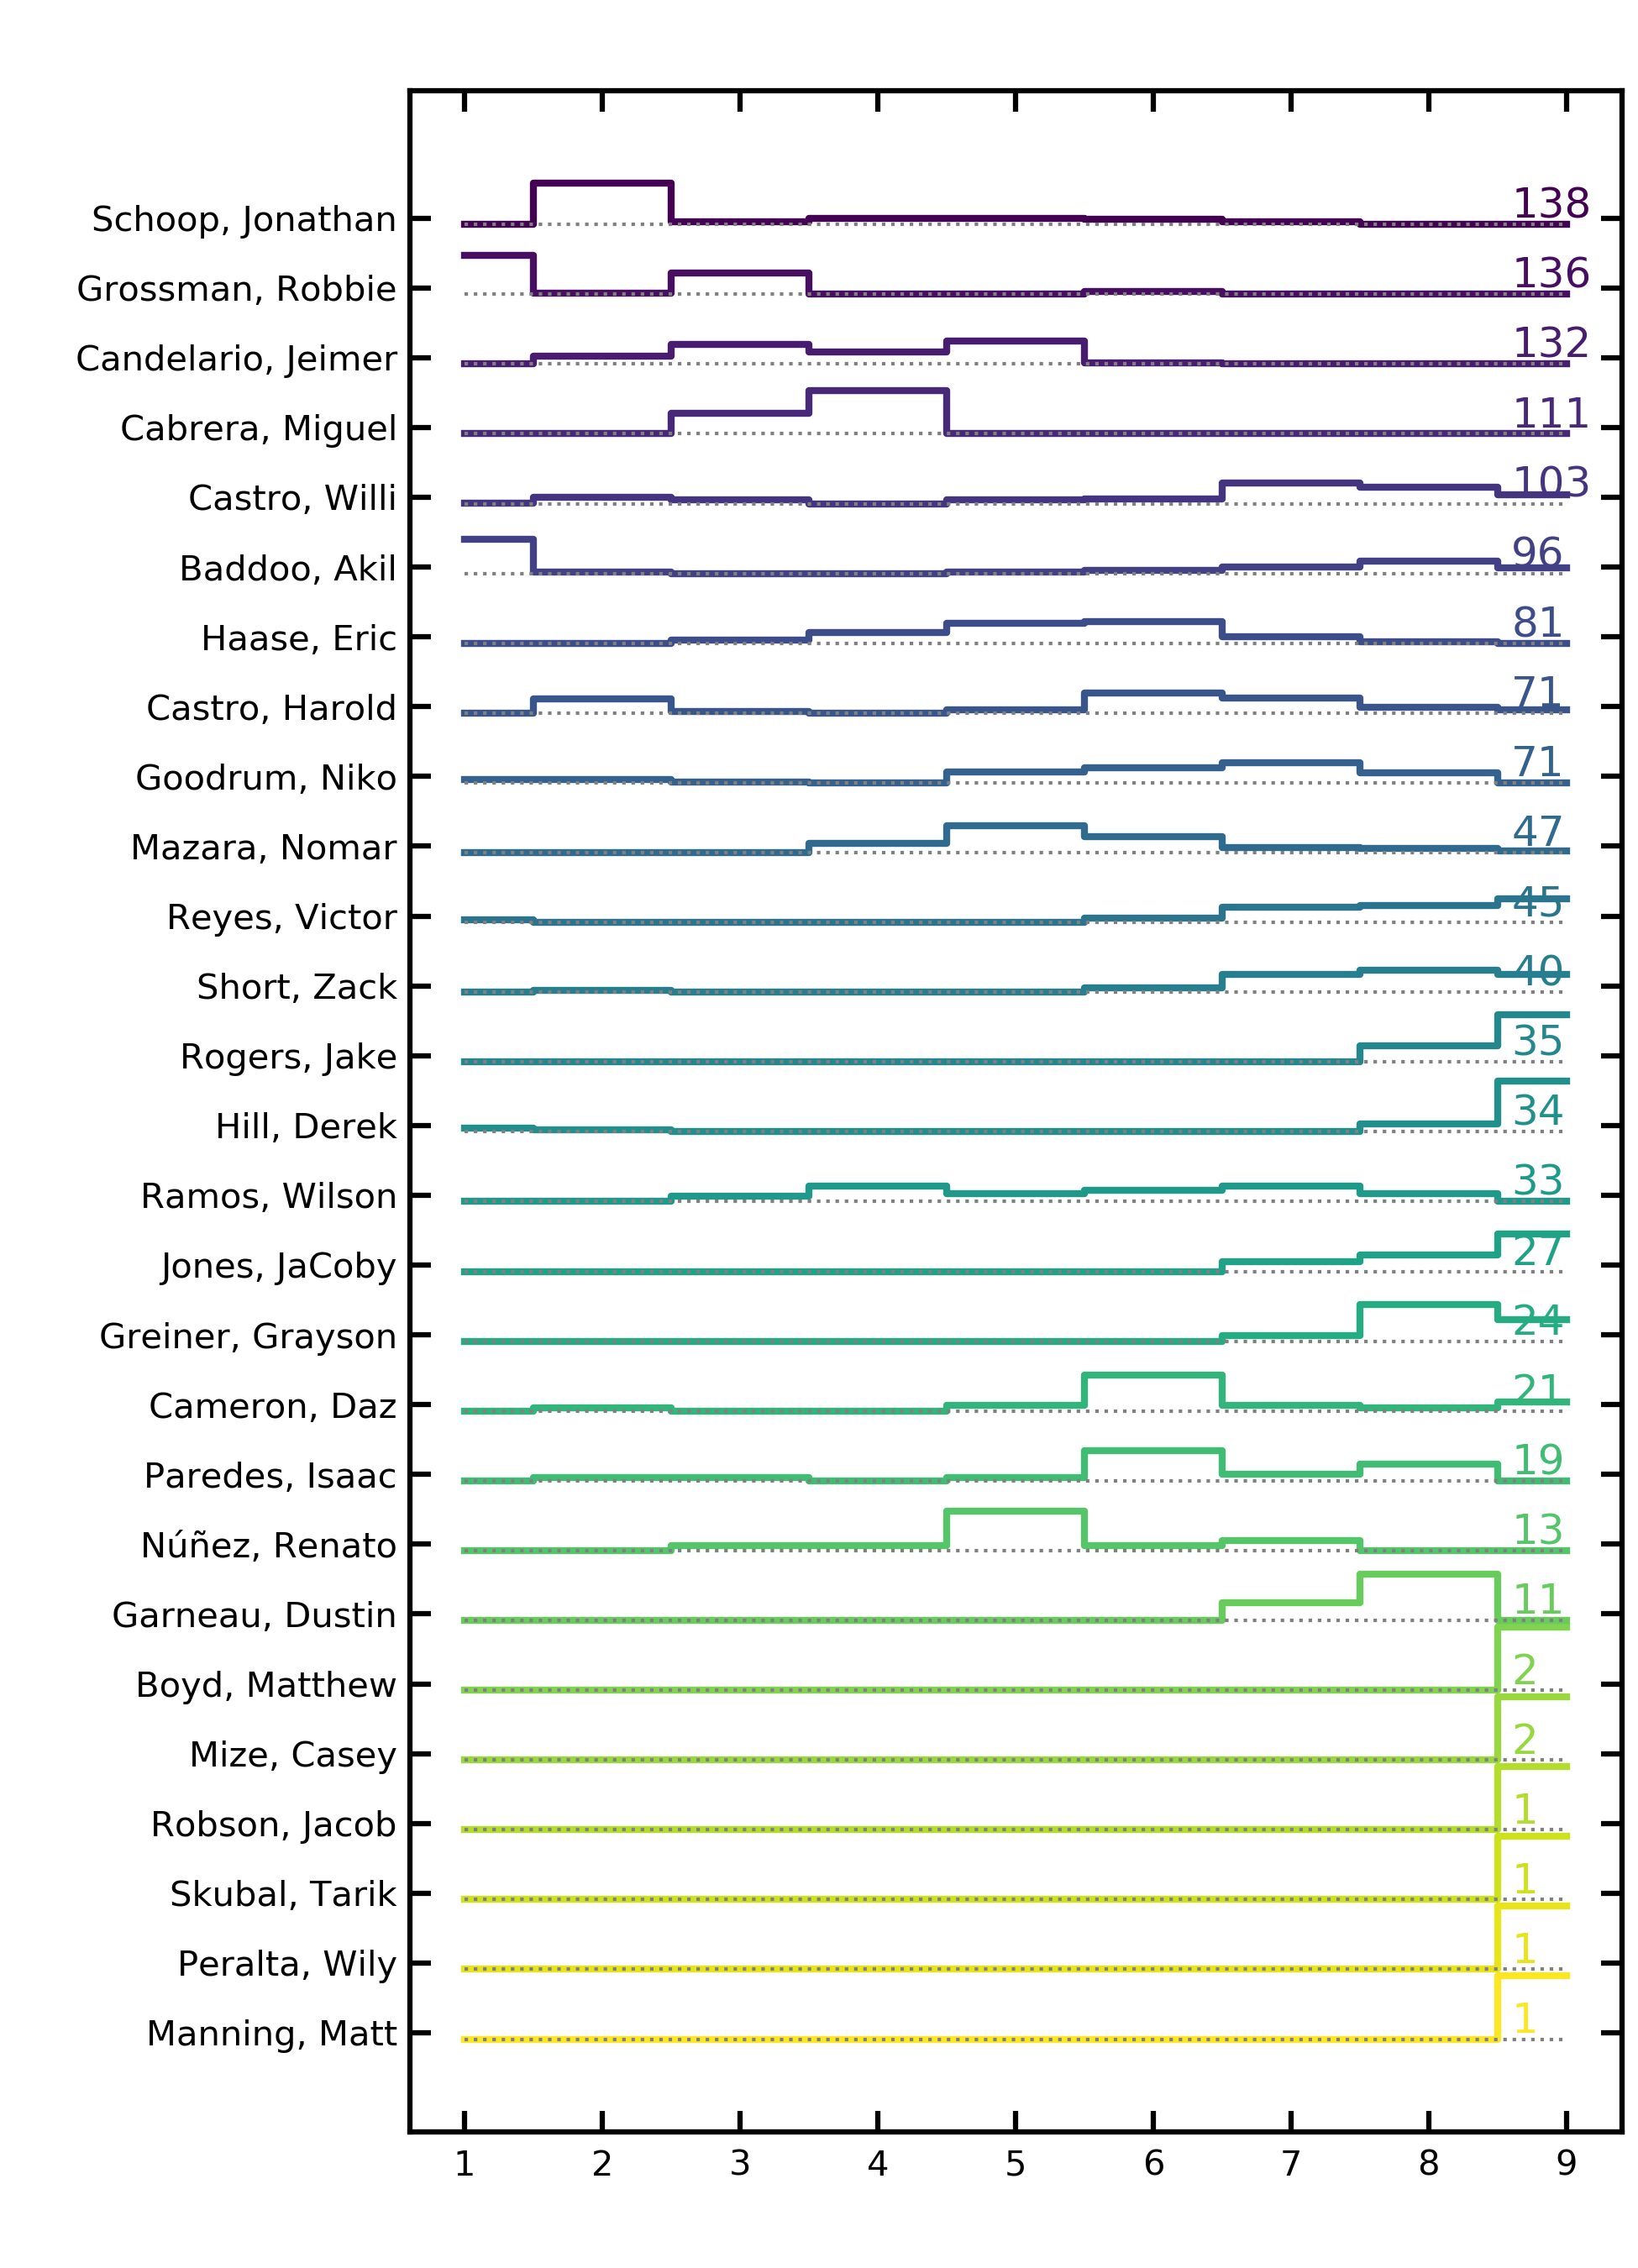 Schoop, Jonathan 138
Grossman, Robbie 136
Candelario, Jeimer 132
Cabrera, Miguel 111
Castro, Willi 103
Baddoo, Akil 96
Haase, Eric 81
Castro, Harold 71
Goodrum, Niko 71
Mazara, Nomar 47
Reyes, Victor 45
Short, Zack 40
Rogers, Jake 35
Hill, Derek 34
Ramos, Wilson 33
Jones, JaCoby 27
Greiner, Grayson 24
Cameron, Daz 21
Paredes, Isaac 19
Núñez, Renato 13
Garneau, Dustin 11
Boyd, Matthew 2
Mize, Casey 2
Robson, Jacob 1
Skubal, Tarik 1
Peralta, Wily 1
Manning, Matt 1
1 2 3 4 5 6 7 8 9